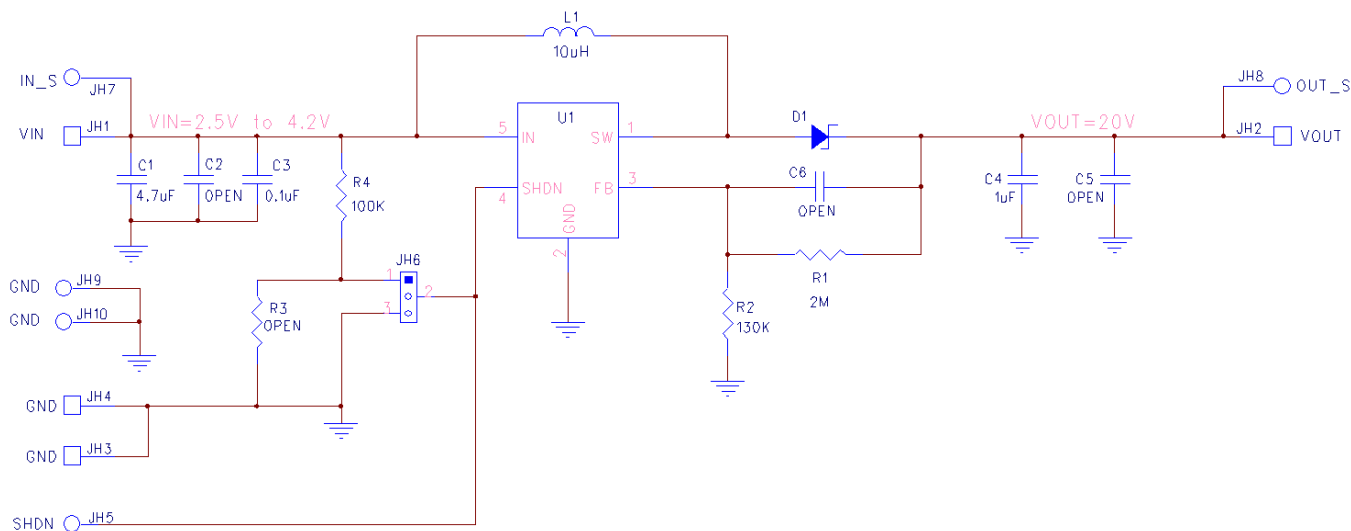 L1
10uH
IN_S
JH7
JH8
OUT_S
VIN
JH1
VIN=2.5V to 4.2V
5
IN
U1
SW
1
D1
VOUT=20V
JH2
VOUT
C1
4.7uF
C2
OPEN
C3
0.1uF
R4
100K
SHDN
4
FB
3
GND
2
C6
OPEN
C4
1uF
C5
OPEN
R1
2M
R2
130K
JH6
1
2
3
R3
OPEN
GND
JH9
GND
JH10
GND
JH4
GND
JH3
SHDN
JH5